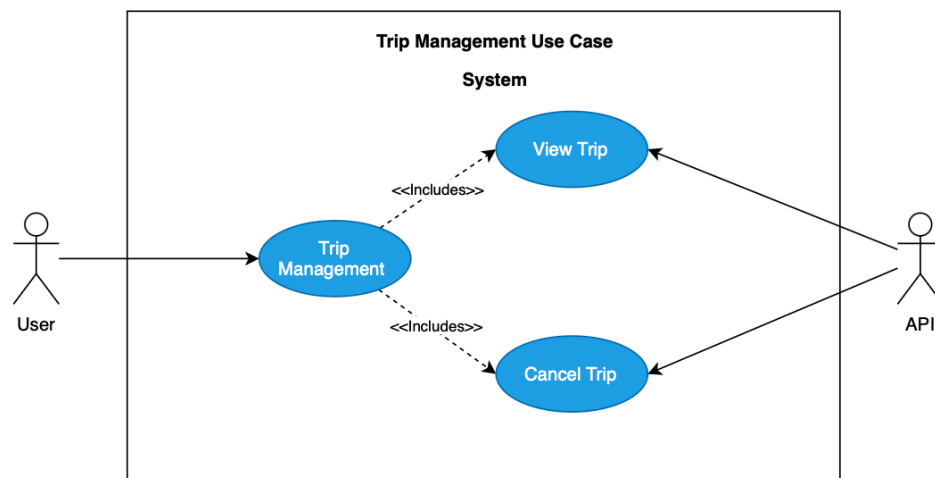 Trip Management Use Case
System
View Trip
<<Includes>>
Trip
Management
User
API
<<Includes>>
Cancel Trip